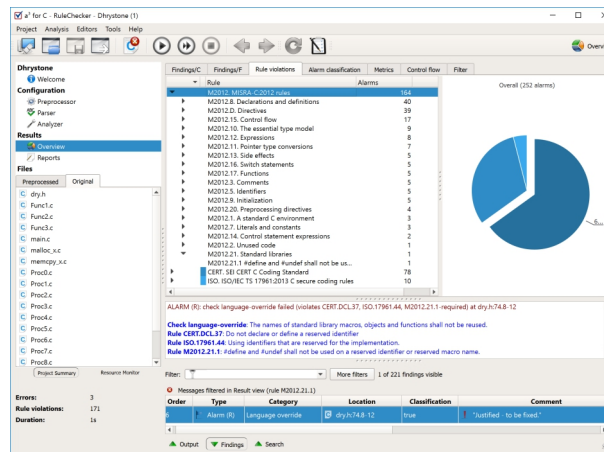 a³ for C - RuleChecker - Dhrystone (1)
Project Analysis Editors Tools Help
Overv
Dhrystone
Welcome
Configuration
Preprocessor
Parser
Analyzer
Results
Overview
Reports
Files
Preprocessed Original
dry.h
Func1.c
Func2.c
Func3.c
main.c
malloc_x.c
memcpy_x.c
Proc0.c
Proc1.c
Proc2.c
Proc3.c
Proc4.c
Proc5.c
Proc6.c
Proc7.c
Proc8.c
Project Summary Resource Monitor
Errors: 3
Rule violations: 171
Duration: 1s
Findings/C Findings/F Rule violations Alarm classification Metrics Control flow Filter
Rule Alarms
M2012. MISRA-C:2012 rules 164
M2012.8. Declarations and definitions 40
M2012.D. Directives 39
M2012.15. Control flow 17
M2012.10. The essential type model 9
M2012.12. Expressions 8
M2012.11. Pointer type conversions 7
M2012.13. Side effects 5
M2012.16. Switch statements 5
M2012.17. Functions 5
M2012.3. Comments 5
M2012.5. Identifiers 5
M2012.9. Initialization 5
M2012.20. Preprocessing directives 4
M2012.1. A standard C environment 3
M2012.7. Literals and constants 3
M2012.14. Control statement expressions 2
M2012.2. Unused code 1
M2012.21. Standard libraries 1
M2012.21.1 #define and #undef shall not be us... 1
CERT. SEI CERT C Coding Standard 78
ISO. ISO/IEC TS 17961:2013 C secure coding rules 10
Overall (252 alarms)
6...
ALARM (R): check language-override failed (violates CERT.DCL.37, ISO.17961.44, M2012.21.1-required) at dry.h:74.8-12
Check language-override: The names of standard library macros, objects and functions shall not be reused.
Rule CERT.DCL.37: Do not declare or define a reserved identifier
Rule ISO.17961.44: Using identifiers that are reserved for the implementation.
Rule M2012.21.1: #define and #undef shall not be used on a reserved identifier or reserved macro name.
Filter: More filters 1 of 221 findings visible
Messages filtered in Result view (rule M2012.21.1)
Order Type Category Location Classification Comment
6 Alarm (R) Language override dry.h:74.8-12 true "Justified - to be fixed."
Output Findings Search